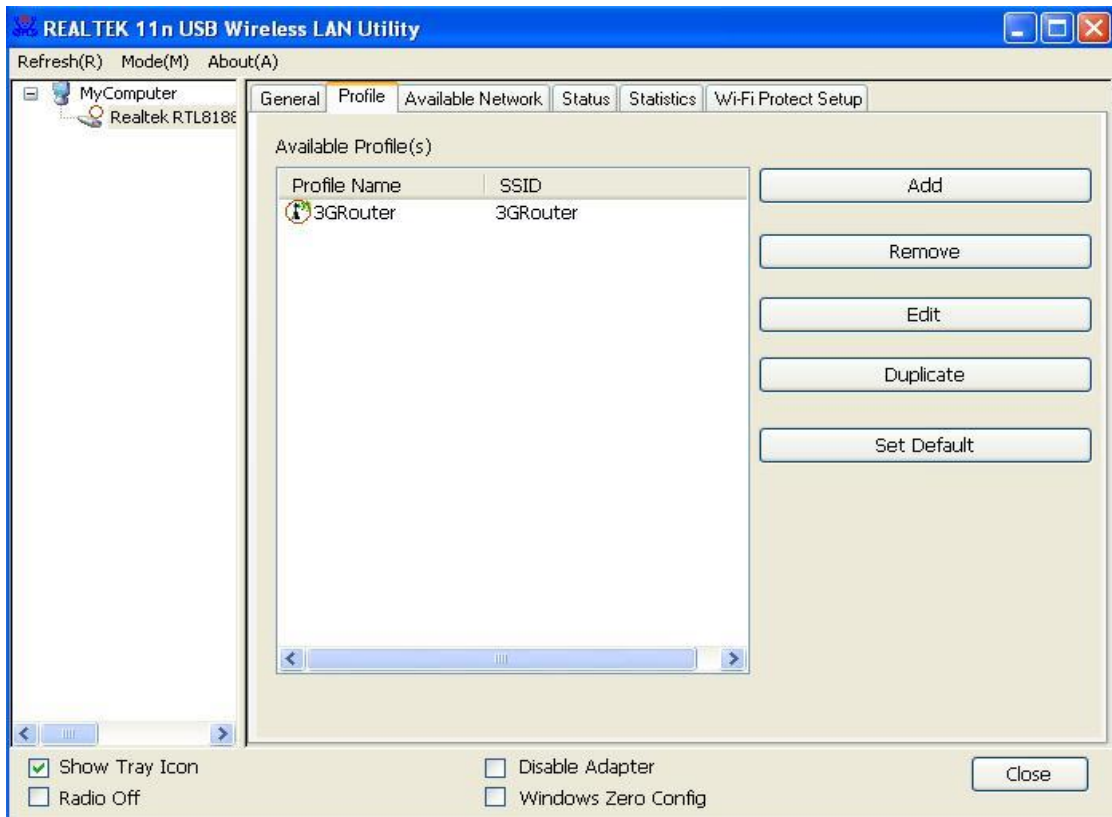 REALTEK 11n USB Wireless LAN Utility
Refresh(R) Mode(M) About(A)
MyComputer
Realtek RTL8188
General Profile Available Network Status Statistics Wi-Fi Protect Setup
Available Profile(s)
Profile Name SSID
3GRouter 3GRouter
Add
Remove
Edit
Duplicate
Set Default
Show Tray Icon
Radio Off
Disable Adapter
Windows Zero Config
Close